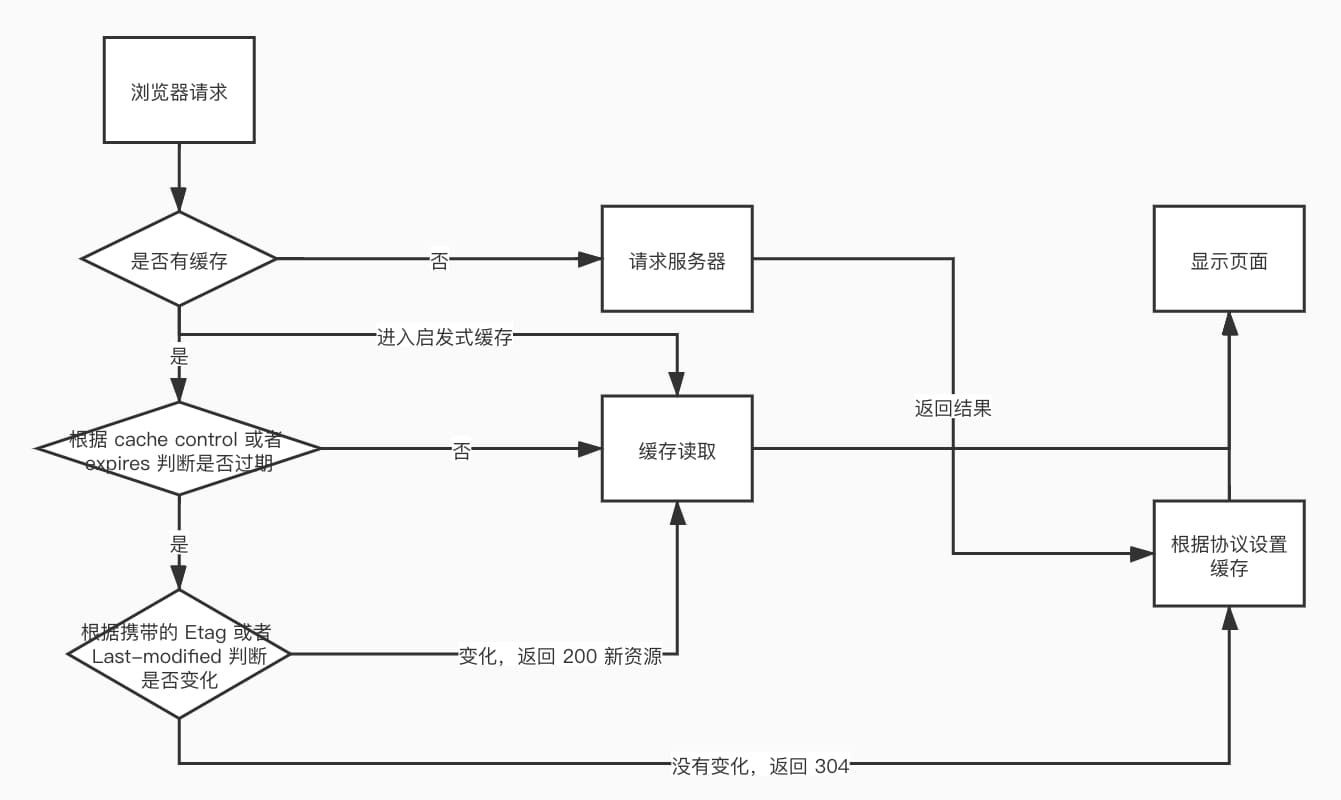 浏览器请求
是否有缓存
否
请求服务器
显示页面
进入启发式缓存
是
返回结果
根据 cache control 或者
expires 判断是否过期
否
缓存读取
是
根据协议设置
缓存
根据携带的 Etag 或者
Last-modified 判断
是否变化
变化，返回 200 新资源
没有变化，返回 304